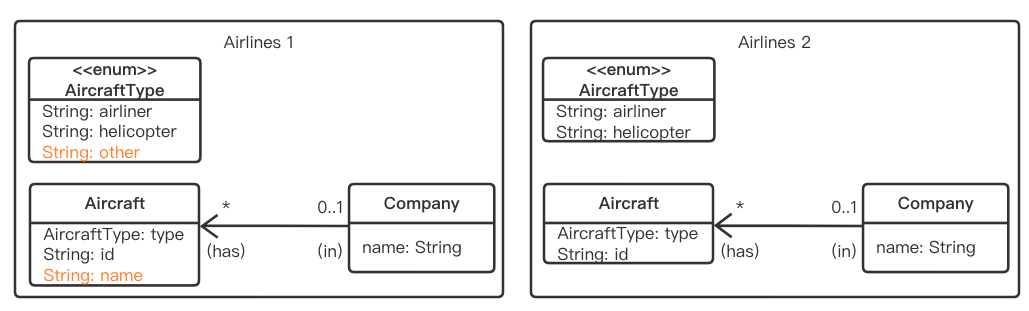 Airlines 1
<<enum>>
AircraftType
String: airliner
String: helicopter
String: other
Aircraft
AircraftType: type
String: id
String: name
*
(has)
0..1
(in)
Company
name: String
Airlines 2
<<enum>>
AircraftType
String: airliner
String: helicopter
Aircraft
AircraftType: type
String: id
*
(has)
0..1
(in)
Company
name: String